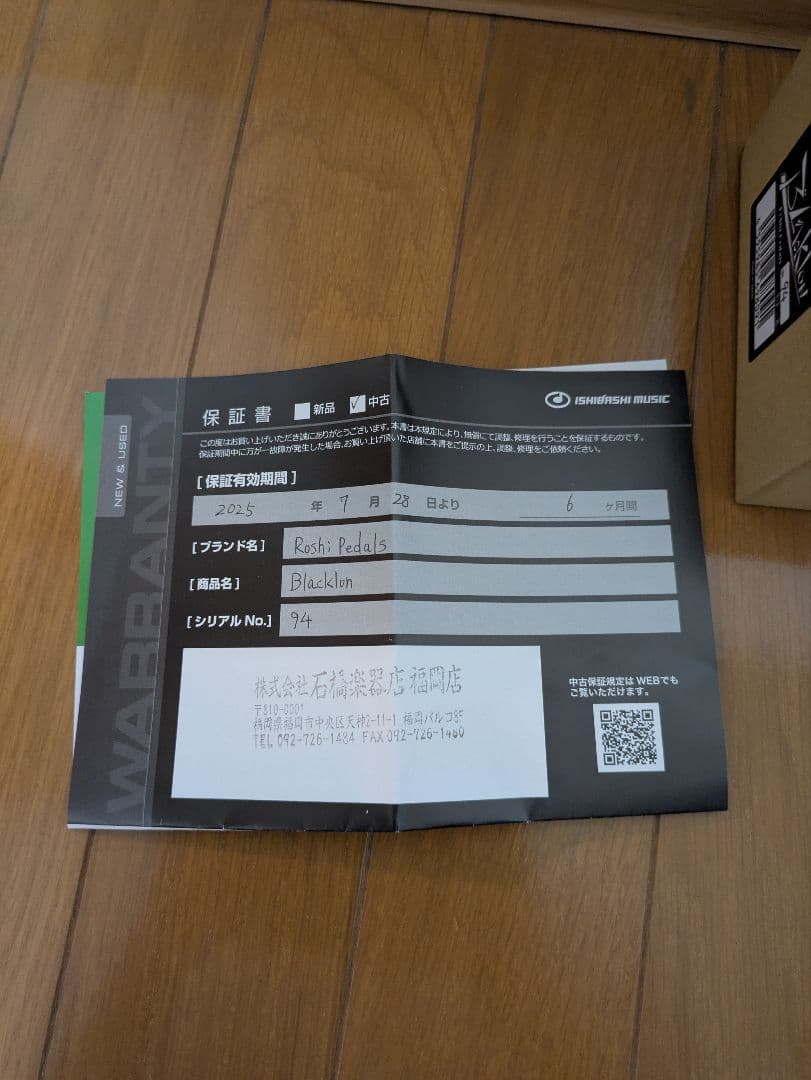 保証書 新品 ✓中古
ISHIBASHI MUSIC
この度はお買い上げいただき誠にありがとうございます。本書は本規定により、無償にて調整、修理を行うことを保証するものです。
保証期間中に万が一故障が発生した場合、お買い上げ頂いた店舗に本書をご提示の上、調整、修理をご依頼ください。
NEW & USED
WARRANTY
[保証有効期間]
2025 年 7 月 28 日より 6 ヶ月間
[ブランド名] Roshi Pedals
[商品名] Blacklun
[シリアル No.] 94
株式会社 石橋楽器店 福岡店
〒810-0001
福岡県福岡市中央区天神2-11-1 福岡パルコ8F
TEL 092-726-1484 FAX 092-726-1480
中古保証規定は WEBでも
ご覧いただけます。
94